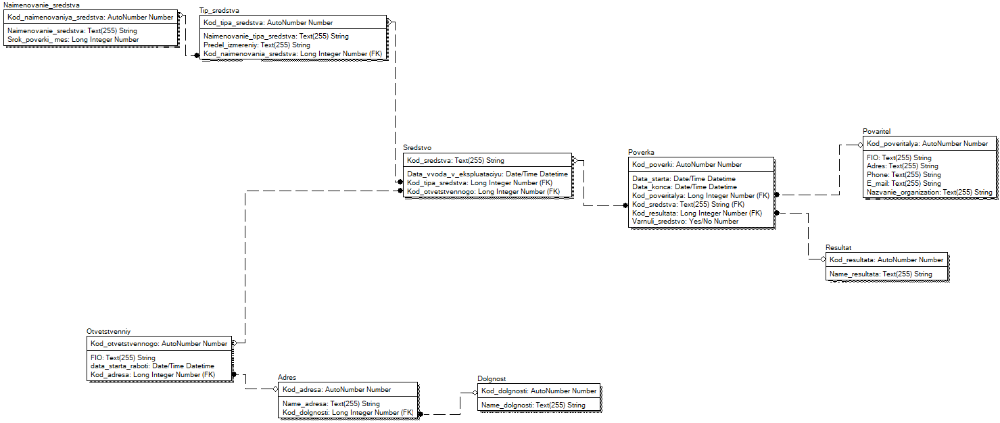 Naimenovanie_sredstva
Kod_naimenovaniya_sredstva: AutoNumber Number
Naimenovanie_sredstva: Text(255) String
Srok_poverki_ mes: Long Integer Number
Tip_sredstva
Kod_tipa_sredstva: AutoNumber Number
Naimenovanie_tipa_sredstva: Text(255) String
Predel_izmereniy: Text(255) String
Kod_naimenovania_sredstva: Long Integer Number (FK)
Sredstvo
Kod_sredstva: Text(255) String
Data_vvoda_v_ekspluataciyu: Date/Time Datetime
Kod_tipa_sredstva: Long Integer Number (FK)
Kod_otvetstvennogo: Long Integer Number (FK)
Poverka
Kod_poverki: AutoNumber Number
Data_starta: Date/Time Datetime
Data_konca: Date/Time Datetime
Kod_poveritalya: Long Integer Number (FK)
Kod_sredstva: Text(255) String (FK)
Kod_resultata: Long Integer Number (FK)
Varnuli_sredstvo: Yes/No Number
Povaritel
Kod_poveritalya: AutoNumber Number
FIO: Text(255) String
Adres: Text(255) String
Phone: Text(255) String
E_mail: Text(255) String
Nazvanie_organization: Text(255) String
Resultat
Kod_resultata: AutoNumber Number
Name_resultata: Text(255) String
Otvetstvenniy
Kod_otvetstvennogo: AutoNumber Number
FIO: Text(255) String
data_starta_raboti: Date/Time Datetime
Kod_adresa: Long Integer Number (FK)
Adres
Kod_adresa: AutoNumber Number
Name_adresa: Text(255) String
Kod_dolgnosti: Long Integer Number (FK)
Dolgnost
Kod_dolgnosti: AutoNumber Number
Name_dolgnosti: Text(255) String